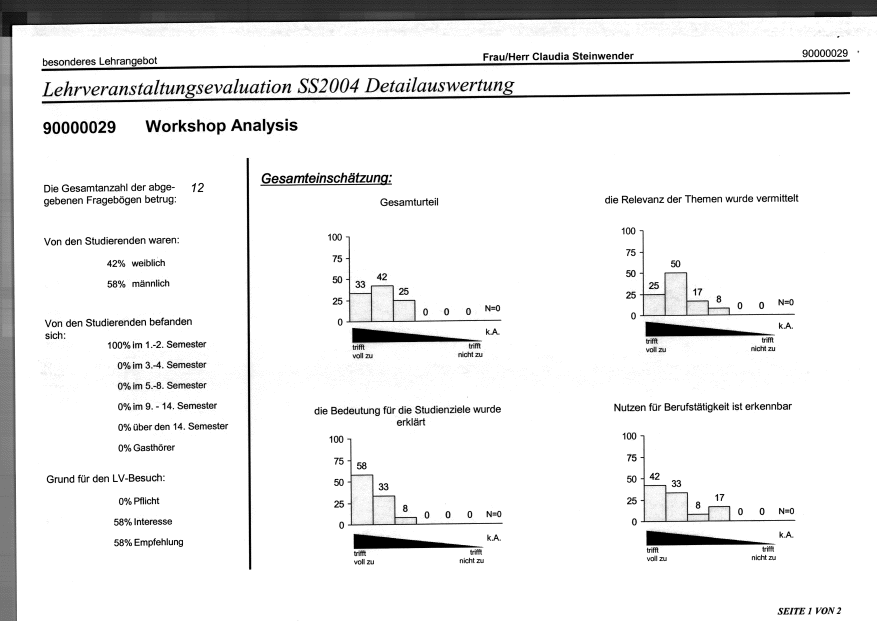 besonderes Lehrangebot Frau/Herr Claudia Steinwender 90000029
Lehrveranstaltungsevaluation SS2004 Detailauswertung
90000029 Workshop Analysis
Die Gesamtanzahl der abge- 12
gebenen Fragebögen betrug:
Von den Studierenden waren:
42% weiblich
58% männlich
Von den Studierenden befanden
sich:
100% im 1.-2. Semester
0% im 3.-4. Semester
0% im 5.-8. Semester
0% im 9. - 14. Semester
0% über den 14. Semester
0% Gasthörer
Grund für den LV-Besuch:
0% Pflicht
58% Interesse
58% Empfehlung
Gesamteinschätzung:
Gesamturteil
100
75
50
25
0
33 42 25 0 0 0 N=0
k.A.
trifft trifft
voll zu nicht zu
die Relevanz der Themen wurde vermittelt
100
75
50
25
0
25 50 17 8 0 0 N=0
k.A.
trifft trifft
voll zu nicht zu
die Bedeutung für die Studienziele wurde
erklärt
100
75
50
25
0
58 33 8 0 0 0 N=0
k.A.
trifft trifft
voll zu nicht zu
Nutzen für Berufstätigkeit ist erkennbar
100
75
50
25
0
42 33 8 17 0 0 N=0
k.A.
trifft trifft
voll zu nicht zu
SEITE 1 VON 2